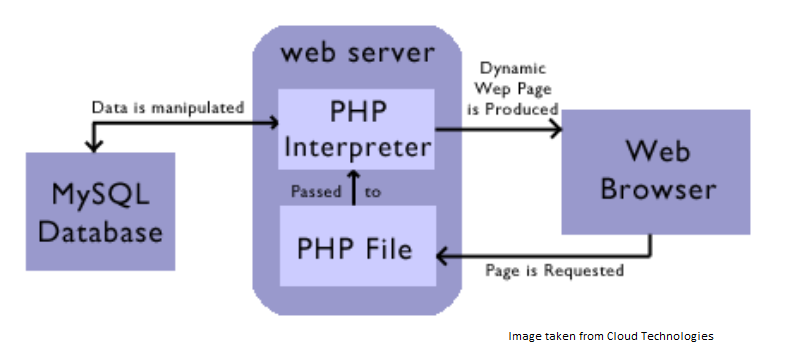 web server
Data is manipulated
PHP
Interpreter
Dynamic
Wep Page
is Produced
MySQL
Database
Web
Browser
Passed to
PHP File
Page is Requested
Image taken from Cloud Technologies